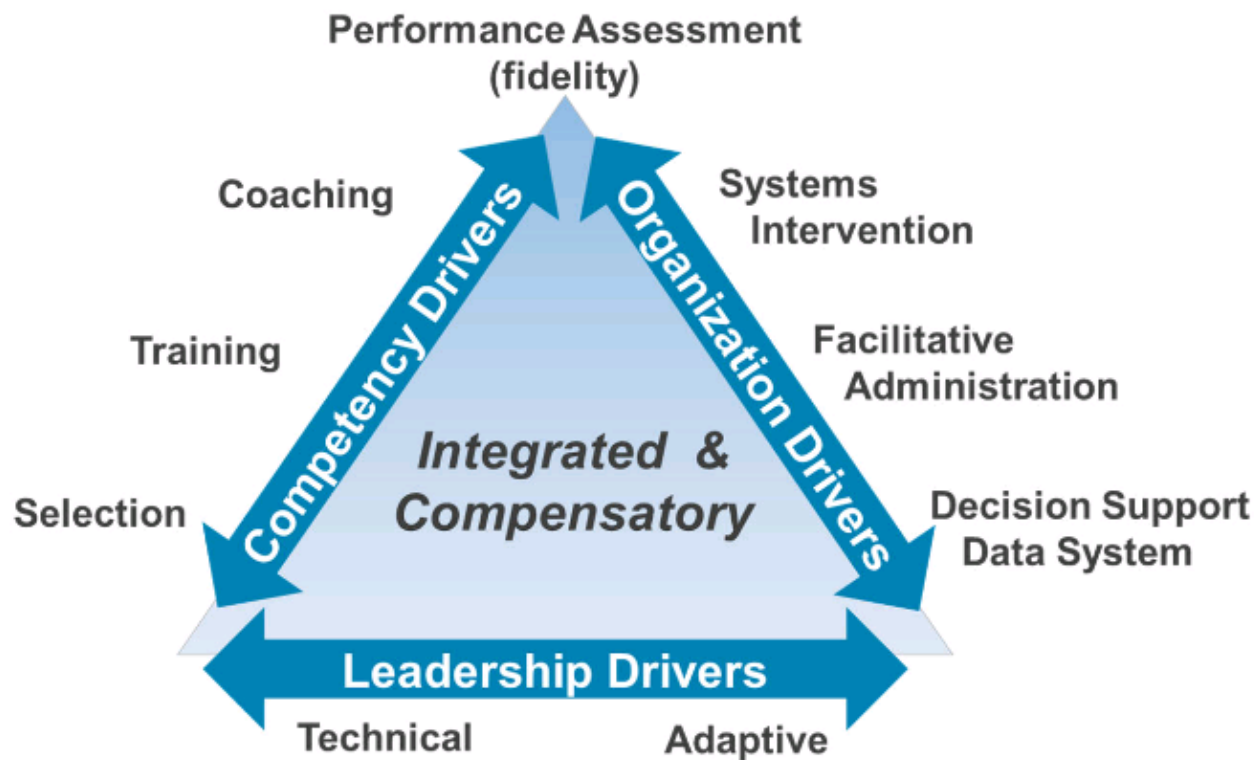 Performance Assessment
(fidelity)
Coaching
Training
Selection
Competency Drivers
Organization Drivers
Systems
Intervention
Facilitative
Administration
Decision Support
Data System
Integrated &
Compensatory
Leadership Drivers
Technical
Adaptive